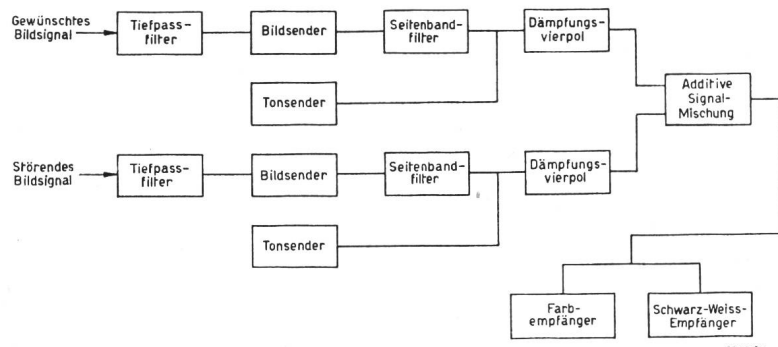 Gewünschtes
Bildsignal
Tiefpass-
filter
Bildsender
Seitenband-
filter
Dämpfungs-
vierpol
Tonsender
Additive
Signal-
Mischung
Störendes
Bildsignal
Tiefpass-
filter
Bildsender
Seitenband-
filter
Dämpfungs-
vierpol
Tonsender
Farb-
empfänger
Schwarz-Weiss-
Empfänger